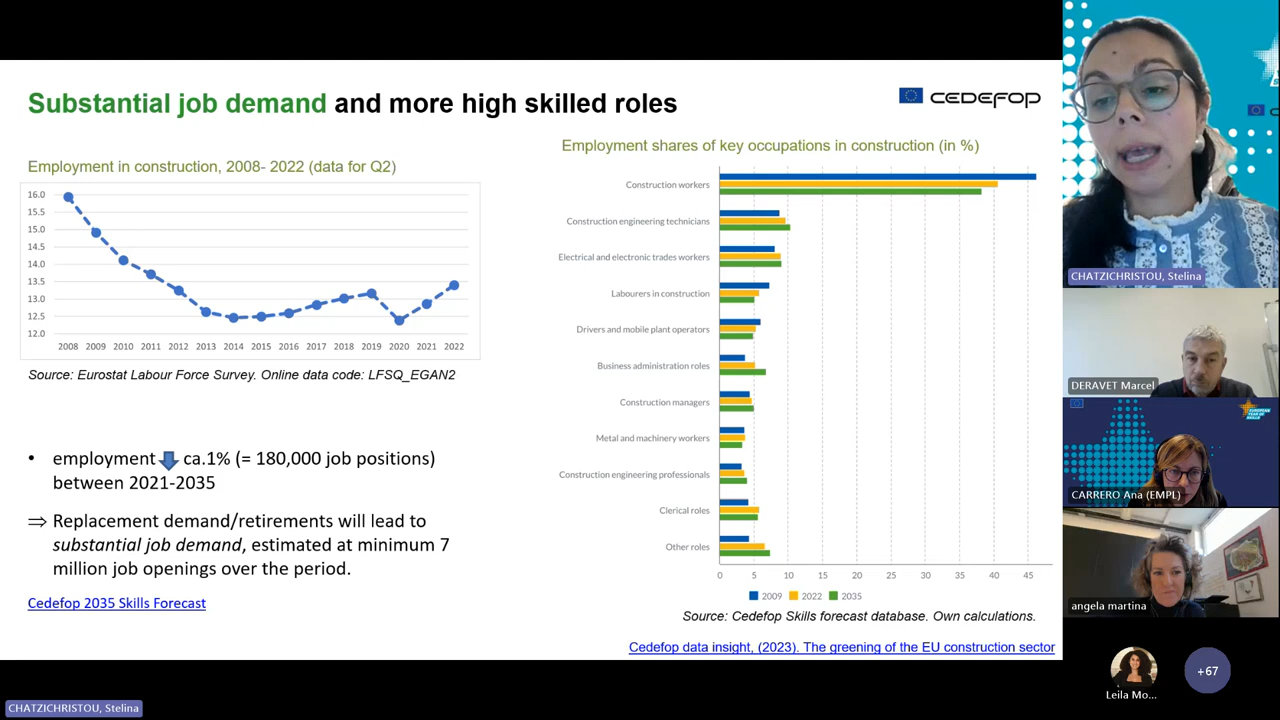 Substantial job demand and more high skilled roles
CEDEFOP
Employment in construction, 2008- 2022 (data for Q2)
16.0
15.5
15.0
14.5
14.0
13.5
13.0
12.5
12.0
2008 2009 2010 2011 2012 2013 2014 2015 2016 2017 2018 2019 2020 2021 2022
Source: Eurostat Labour Force Survey. Online data code: LFSQ_EGAN2
• employment ca.1% (= 180,000 job positions)
between 2021-2035
⇒ Replacement demand/retirements will lead to
substantial job demand, estimated at minimum 7
million job openings over the period.
Cedefop 2035 Skills Forecast
Employment shares of key occupations in construction (in %)
Construction workers
Construction engineering technicians
Electrical and electronic trades workers
Labourers in construction
Drivers and mobile plant operators
Business administration roles
Construction managers
Metal and machinery workers
Construction engineering professionals
Clerical roles
Other roles
0 5 10 15 20 25 30 35 40 45
2009 2022 2035
Source: Cedefop Skills forecast database. Own calculations.
Cedefop data insight, (2023). The greening of the EU construction sector
CHATZICHRISTOU, Stelina
DERAVET Marcel
EUROPEAN
YEAR OF
SKILLS
CARRERO Ana (EMPL)
angela martina
Leila Mo...
+67
CHATZICHRISTOU, Stelina